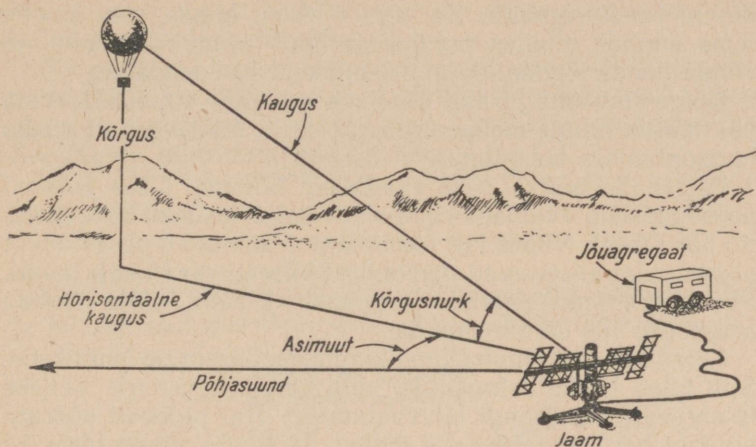 Kaugus
Kõrgus
Jõuagregaat
Horisontaalne
kaugus
Kõrgusnurk
Asimuut
Põhjasuund
Jaam